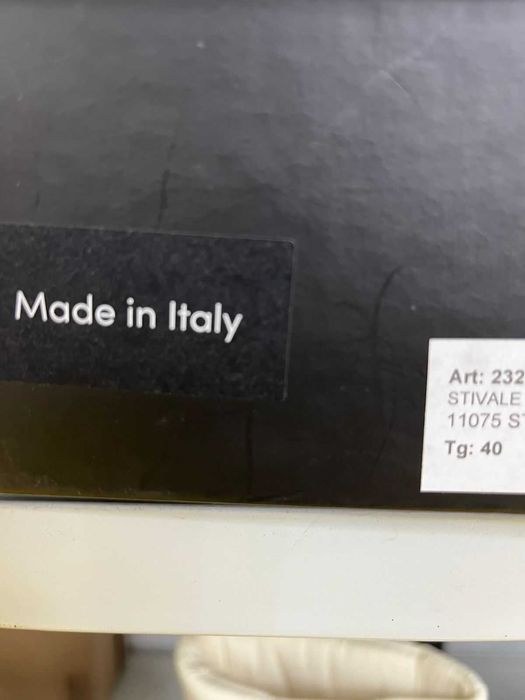 Made in Italy
Art: 232
STIVALE
11075 S
Tg: 40